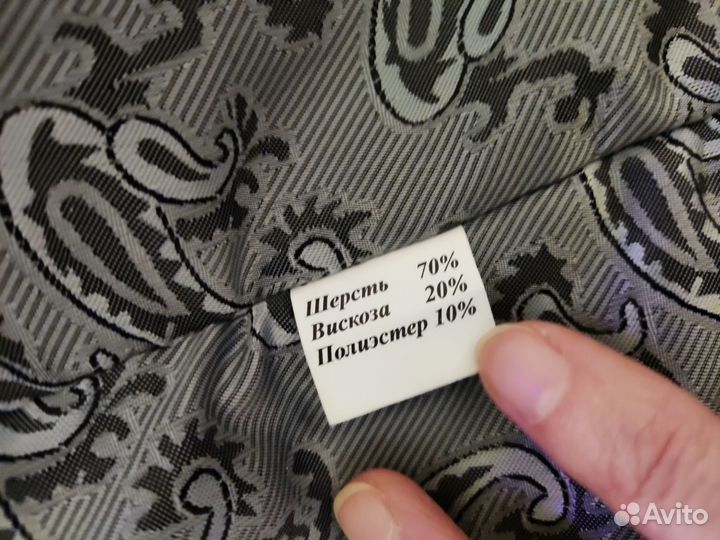 Шерсть 70%
Вискоза 20%
Полиэстер 10%
Avito